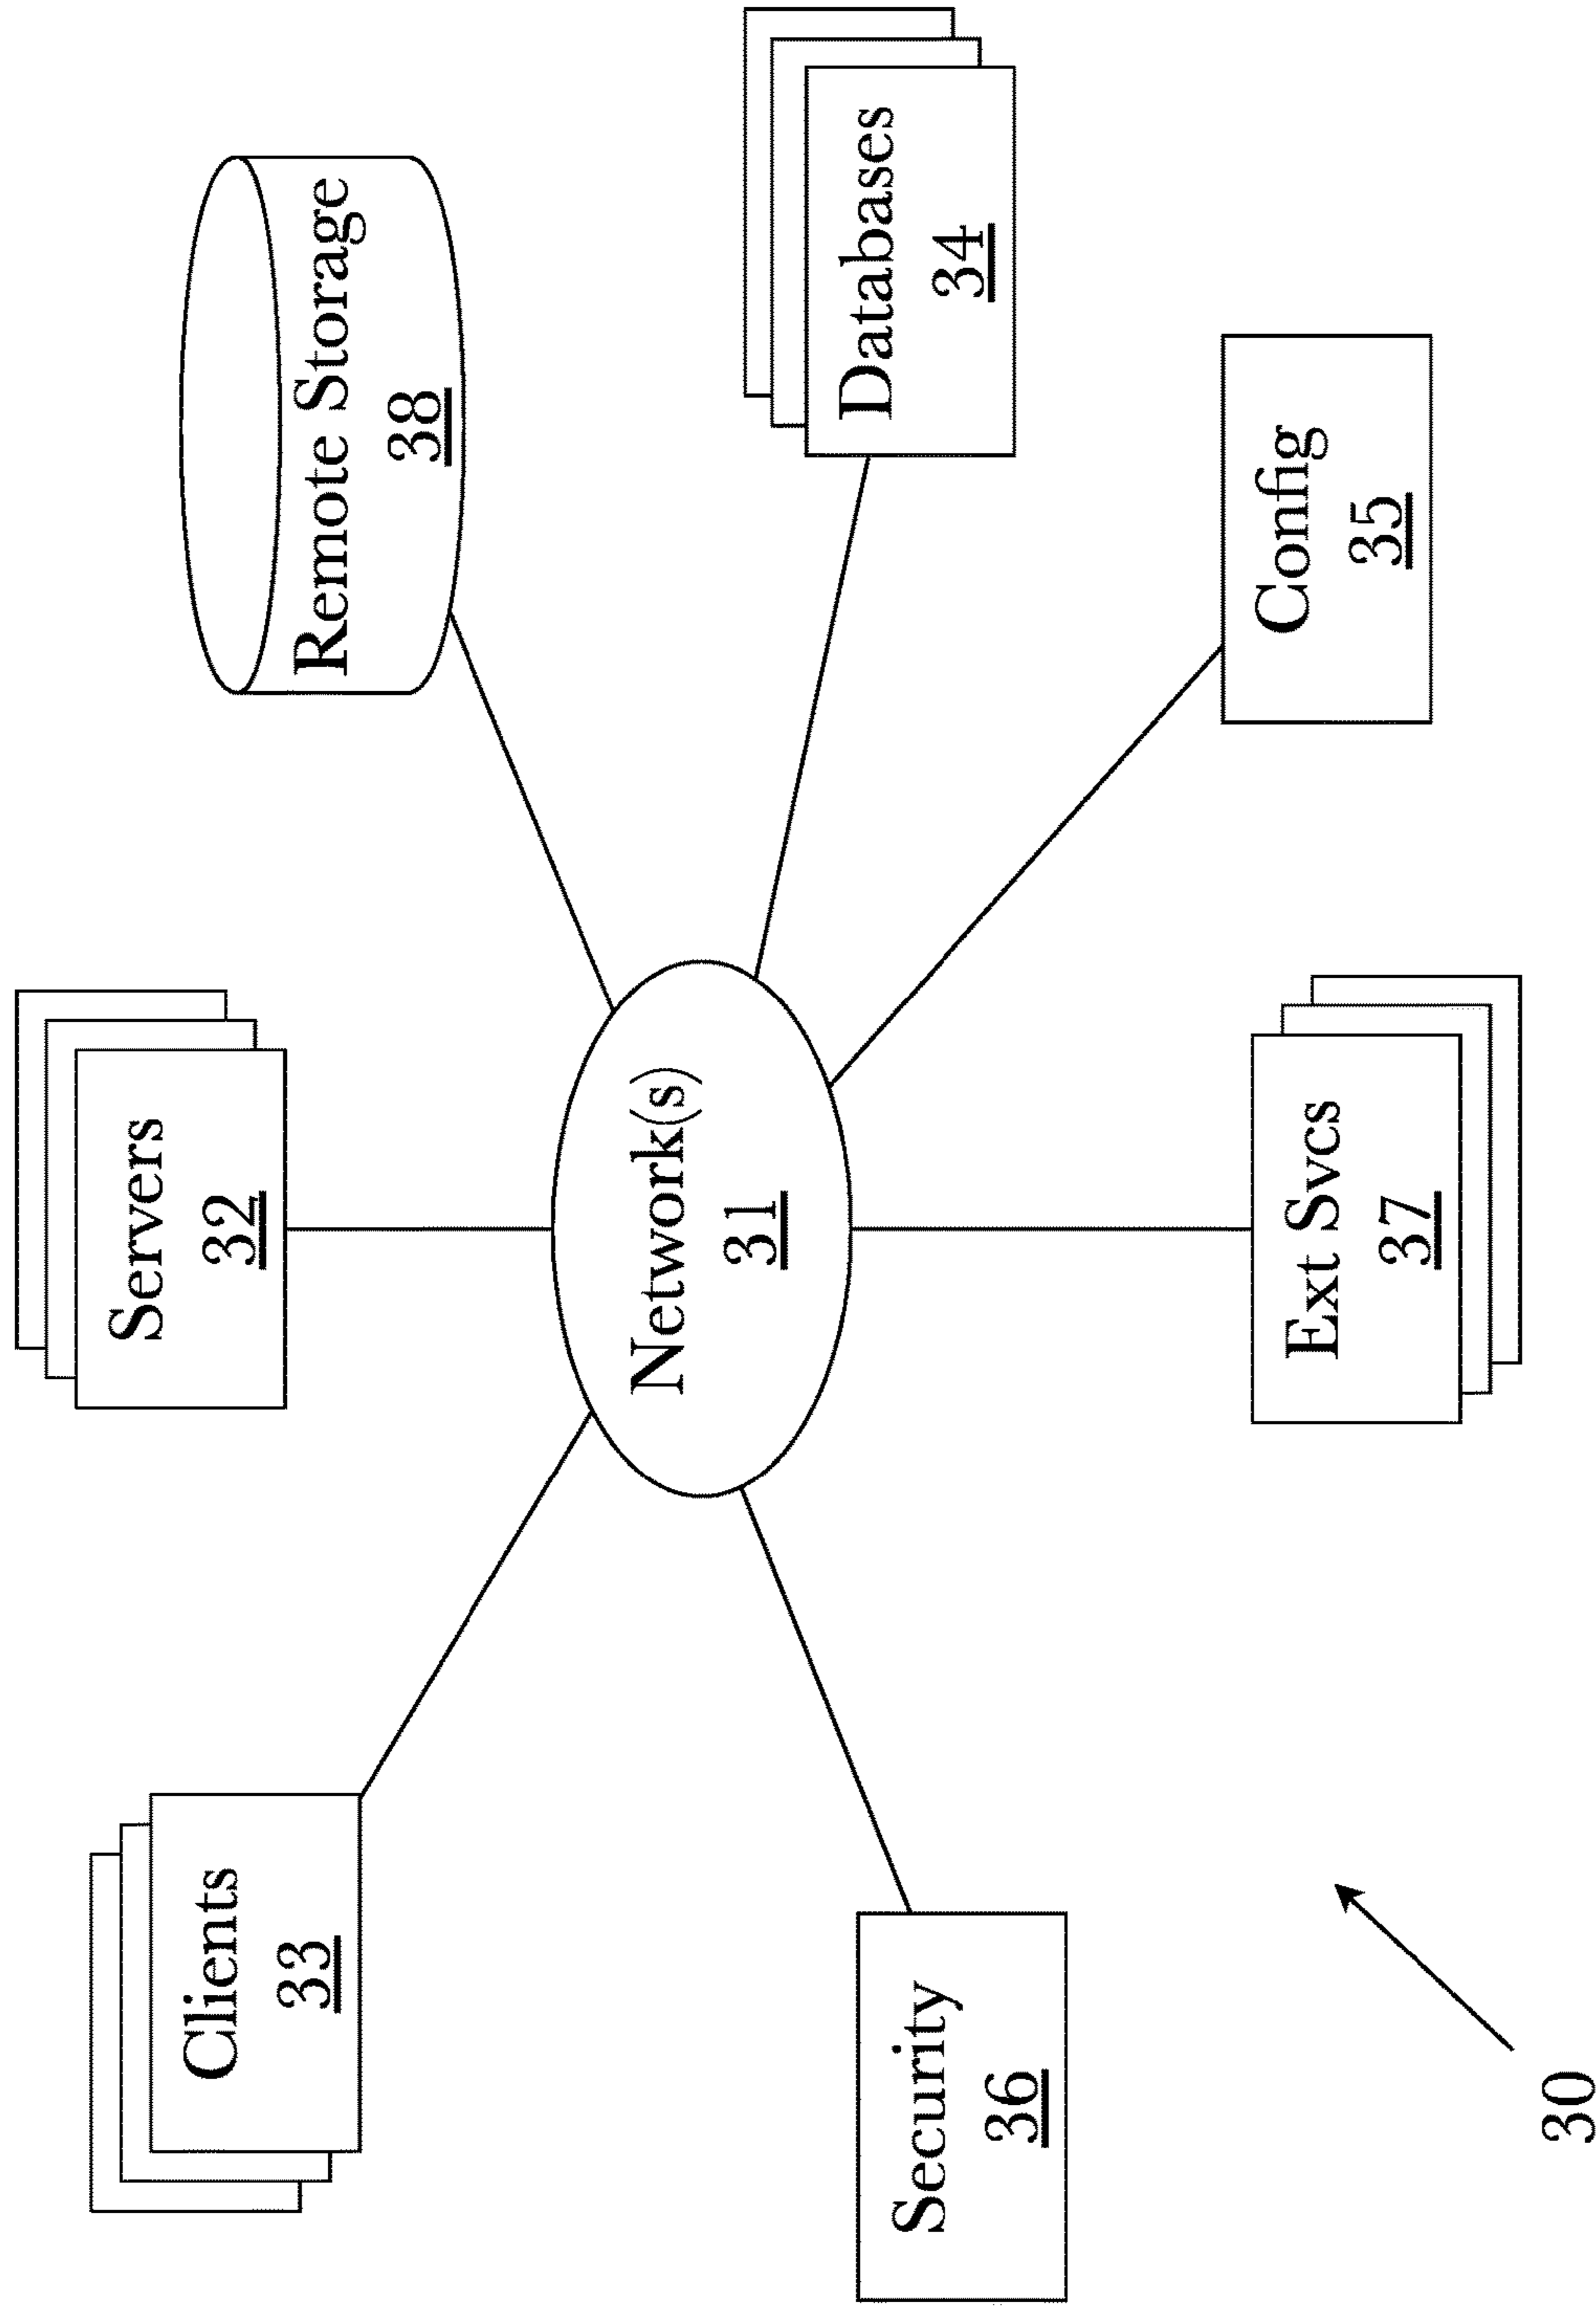 Clients
33
Servers
32
Remote Storage
38
Network(s)
31
Databases
34
Security
36
Ext Svcs
37
Config
35
30